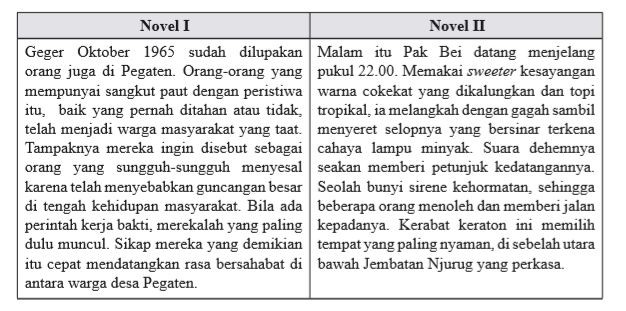 Novel I
Novel II
Geger Oktober 1965 sudah dilupakan
orang juga di Pegaten. Orang-orang yang
mempunyai sangkut paut dengan peristiwa
itu, baik yang pernah ditahan atau tidak,
telah menjadi warga masyarakat yang taat.
Tampaknya mereka ingin disebut sebagai
orang yang sungguh-sungguh menyesal
karena telah menyebabkan guncangan besar
di tengah kehidupan masyarakat. Bila ada
perintah kerja bakti, merekalah yang paling
dulu muncul. Sikap mereka yang demikian
itu cepat mendatangkan rasa bersahabat di
antara warga desa Pegaten.
Malam itu Pak Bei datang menjelang
pukul 22.00. Memakai sweeter kesayangan
warna cokekat yang dikalungkan dan topi
tropikal, ia melangkah dengan gagah sambil
menyeret selopnya yang bersinar terkena
cahaya lampu minyak. Suara dehemnya
seakan memberi petunjuk kedatangannya.
Seolah bunyi sirene kehormatan, sehingga
beberapa orang menoleh dan memberi jalan
kepadanya. Kerabat keraton ini memilih
tempat yang paling nyaman, di sebelah utara
bawah Jembatan Njurug yang perkasa.